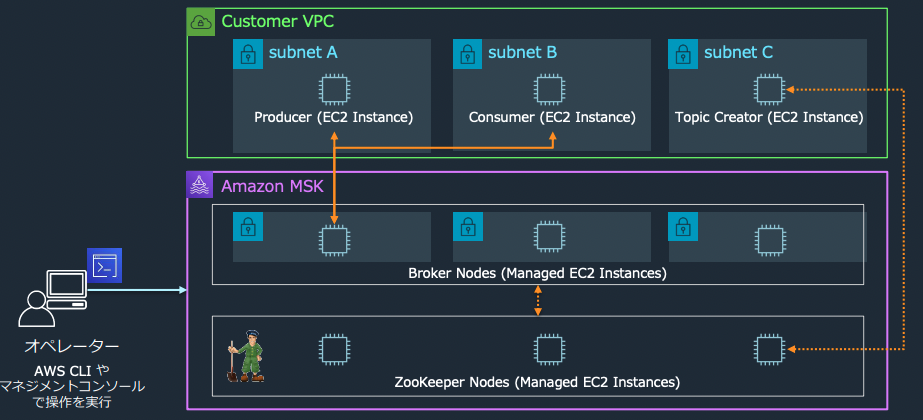 Customer VPC
subnet A
subnet B
subnet C
Producer (EC2 Instance)
Consumer (EC2 Instance)
Topic Creator (EC2 Instance)
Amazon MSK
Broker Nodes (Managed EC2 Instances)
オペレーター
AWS CLI や
マネジメントコンソール
で操作を実行
ZooKeeper Nodes (Managed EC2 Instances)